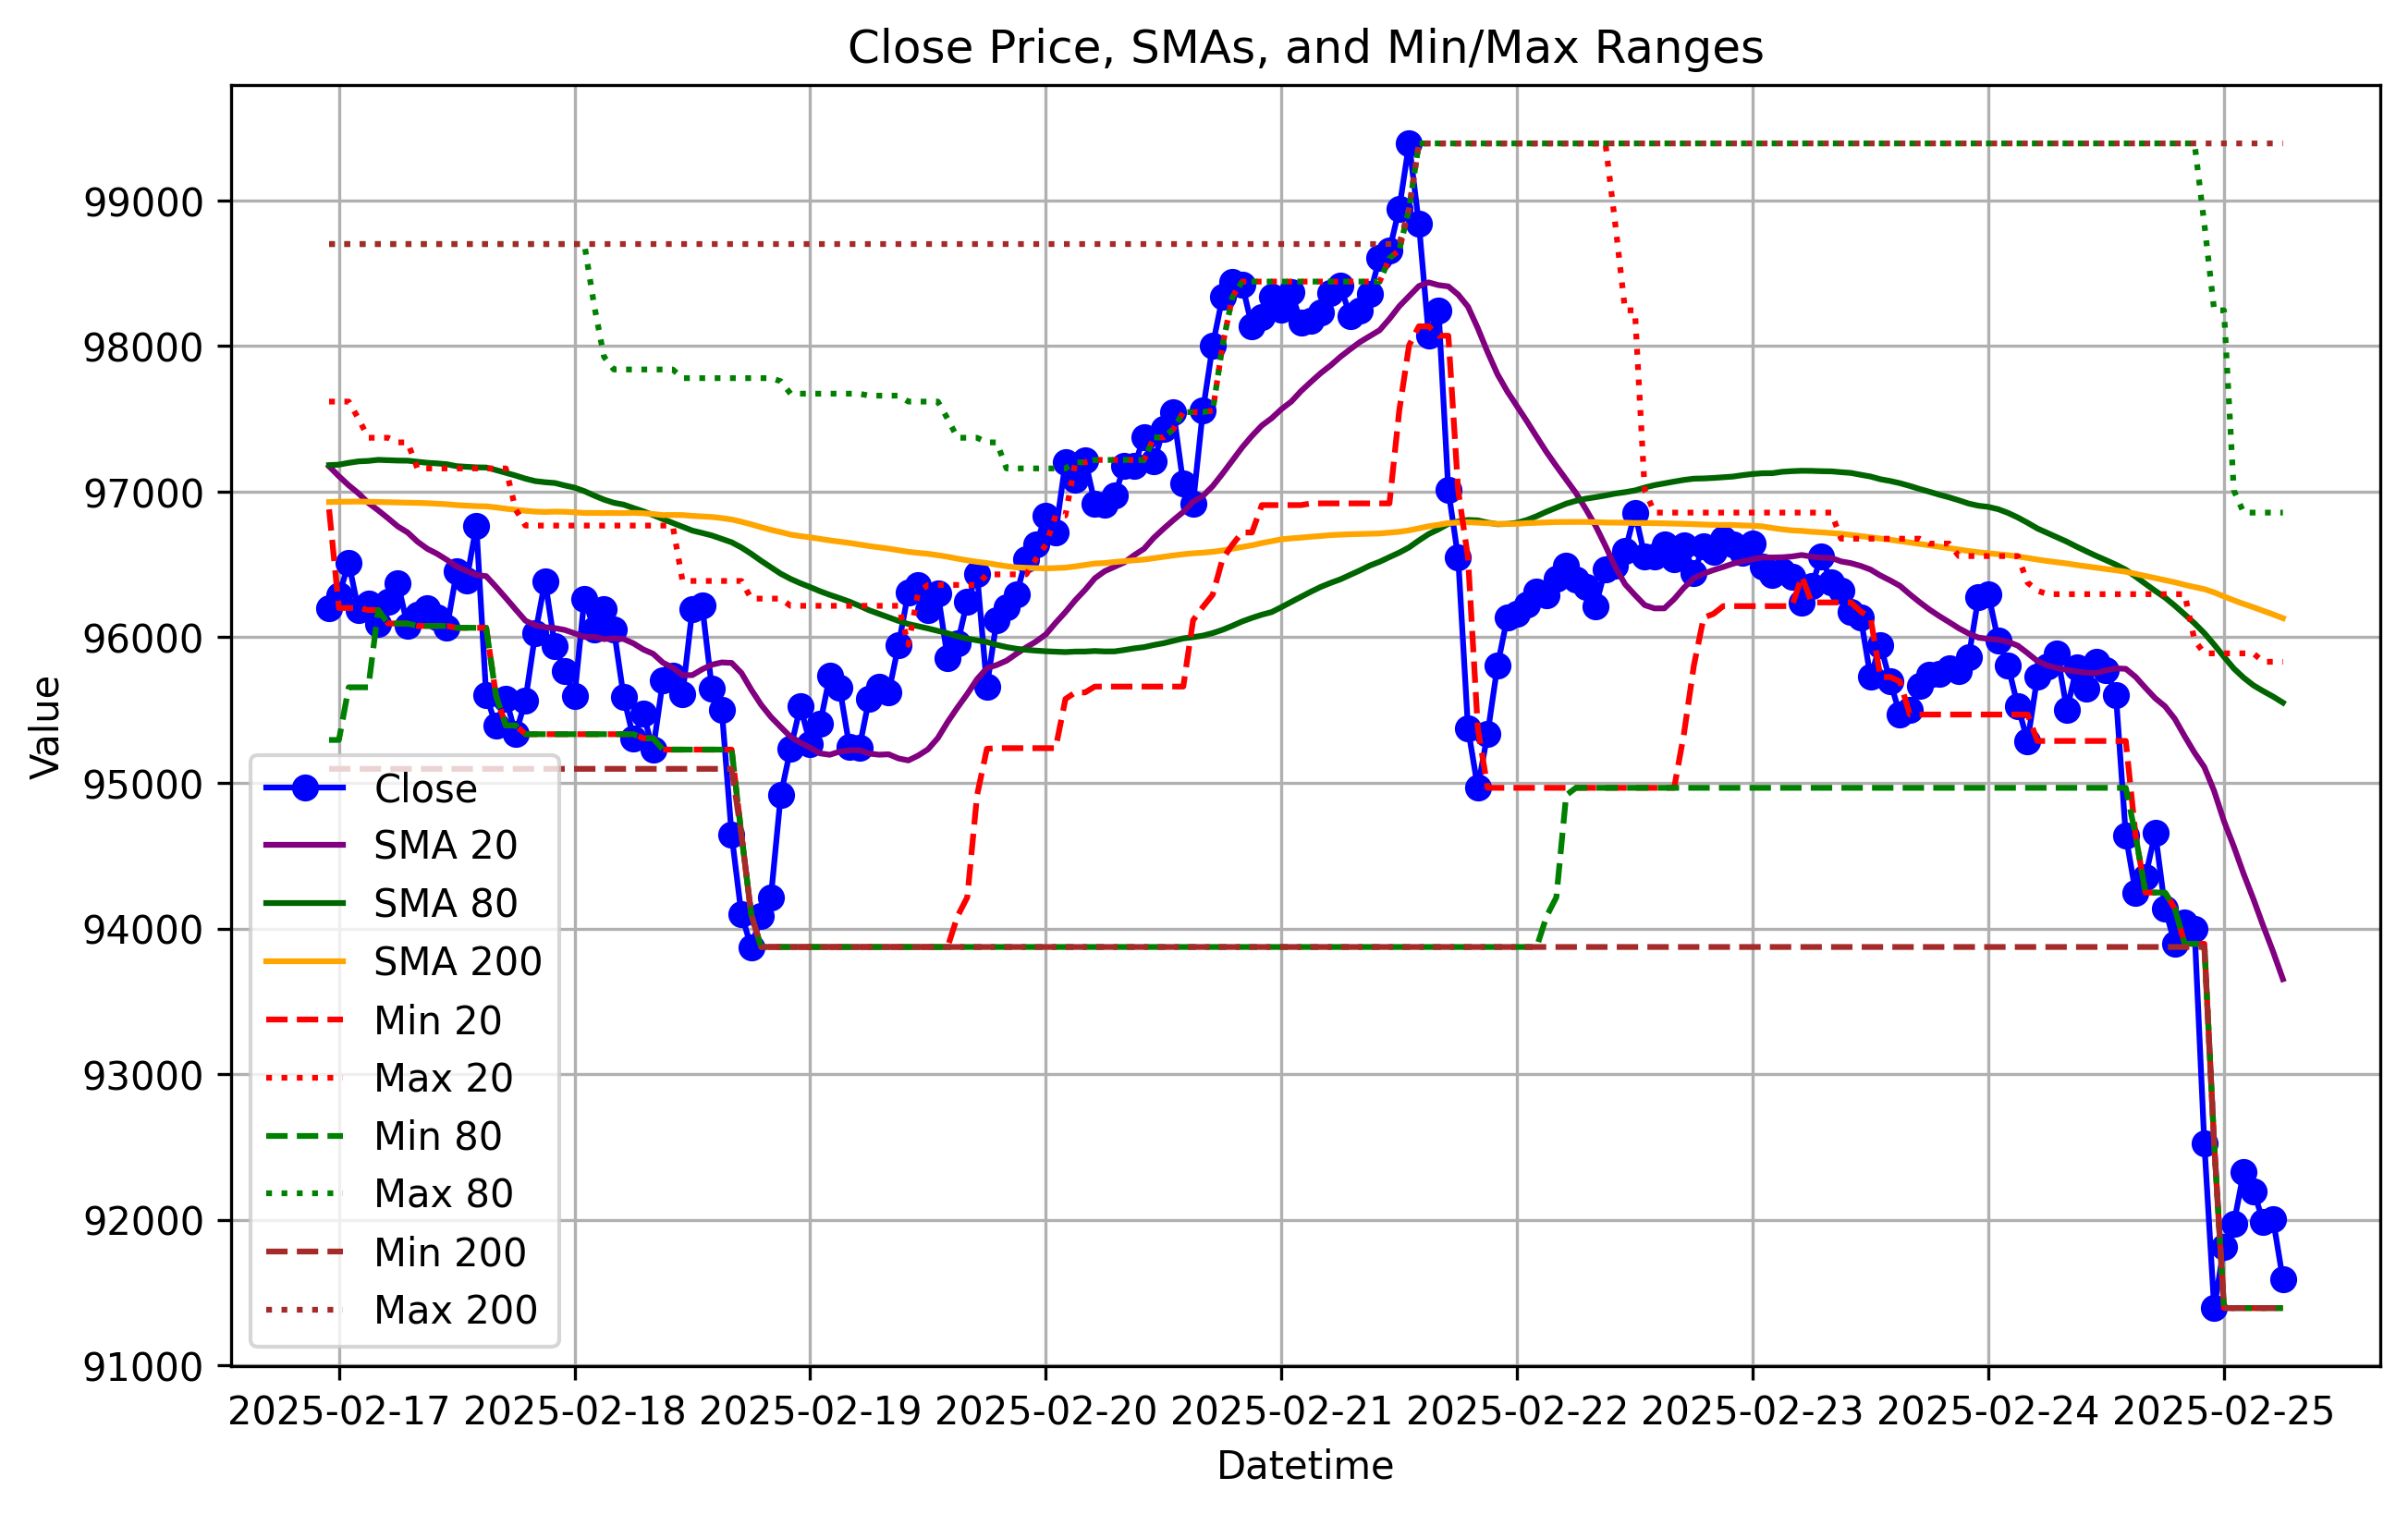 Close Price, SMAs, and Min/Max Ranges
Value
99000
98000
97000
96000
95000
94000
93000
92000
91000
Close
SMA 20
SMA 80
SMA 200
Min 20
Max 20
Min 80
Max 80
Min 200
Max 200
2025-02-17 2025-02-18 2025-02-19 2025-02-20 2025-02-21 2025-02-22 2025-02-23 2025-02-24 2025-02-25
Datetime